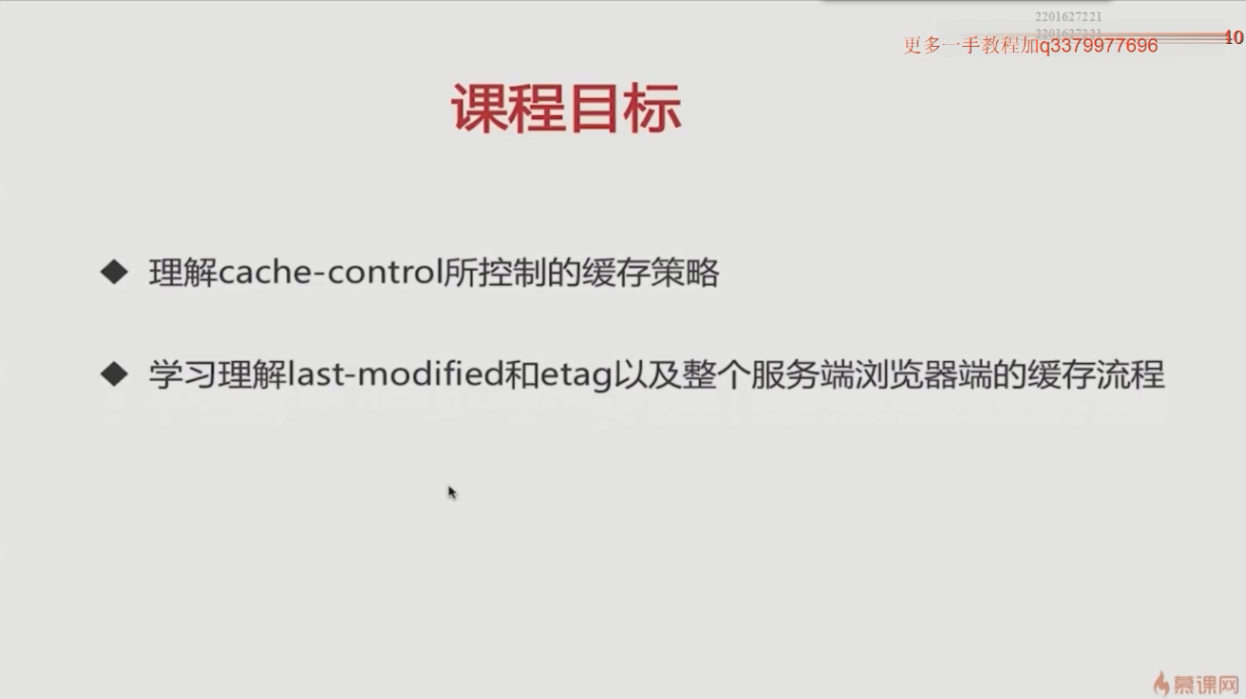 2201627221
2201627221
更多一手教程加q3379977696
10
课程目标
◆ 理解cache-control所控制的缓存策略
◆ 学习理解last-modified和etag以及整个服务端浏览器端的缓存流程
慕课网